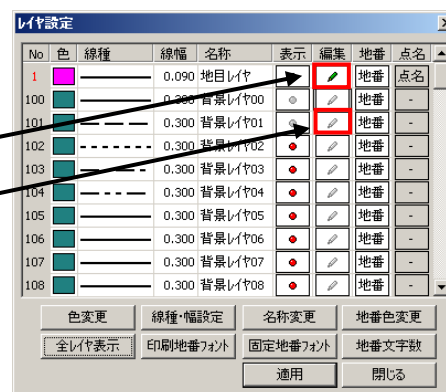 レイヤ設定
No 色 線種 線幅 名称 表示 編集 地番 点名
1 0.090 地目レイヤ 地番 点名
100 0.300 背景レイヤ00 地番 -
101 0.300 背景レイヤ01 地番 -
102 0.300 背景レイヤ02 地番 -
103 0.300 背景レイヤ03 地番 -
104 0.300 背景レイヤ04 地番 -
105 0.300 背景レイヤ05 地番 -
106 0.300 背景レイヤ06 地番 -
107 0.300 背景レイヤ07 地番 -
108 0.300 背景レイヤ08 地番 -
色変更 線種・幅設定 名称変更 地番色変更
全レイヤ表示 印刷地番フォント 固定地番フォント 地番文字数
適用 閉じる